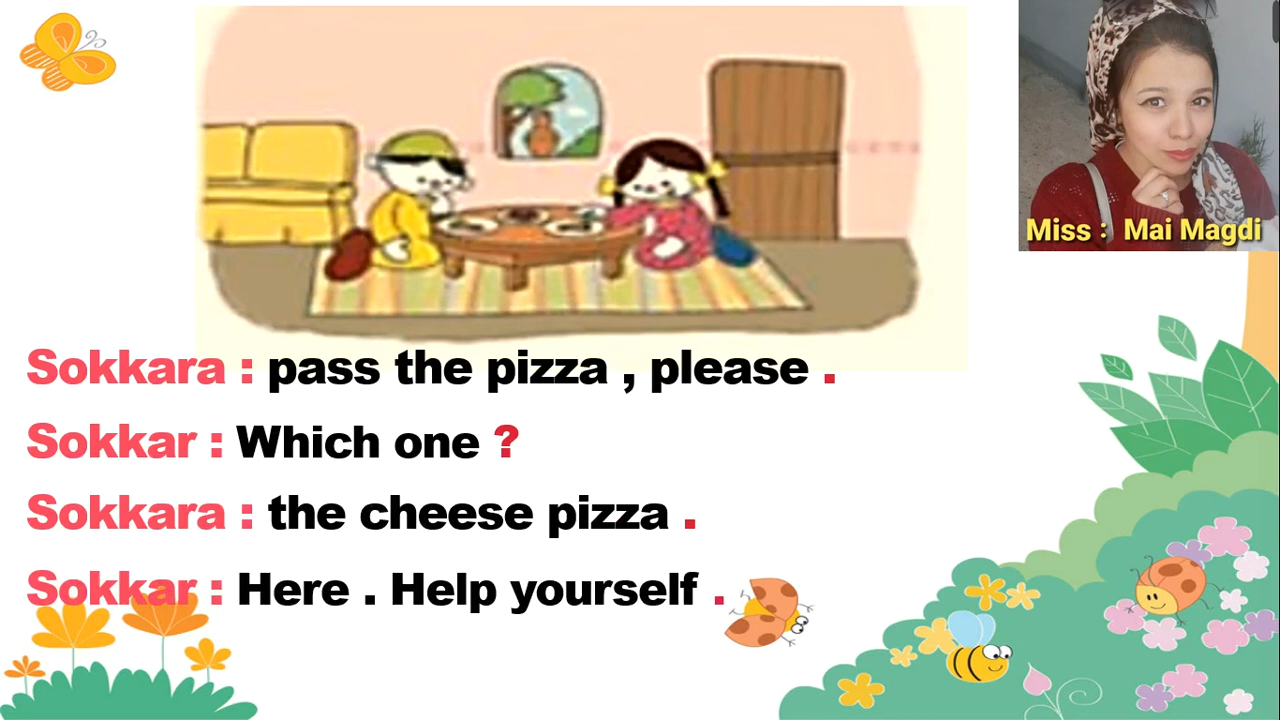 Miss : Mai Magdi
Sokkara : pass the pizza , please .
Sokkar : Which one ?
Sokkara : the cheese pizza .
Sokkar : Here . Help yourself .